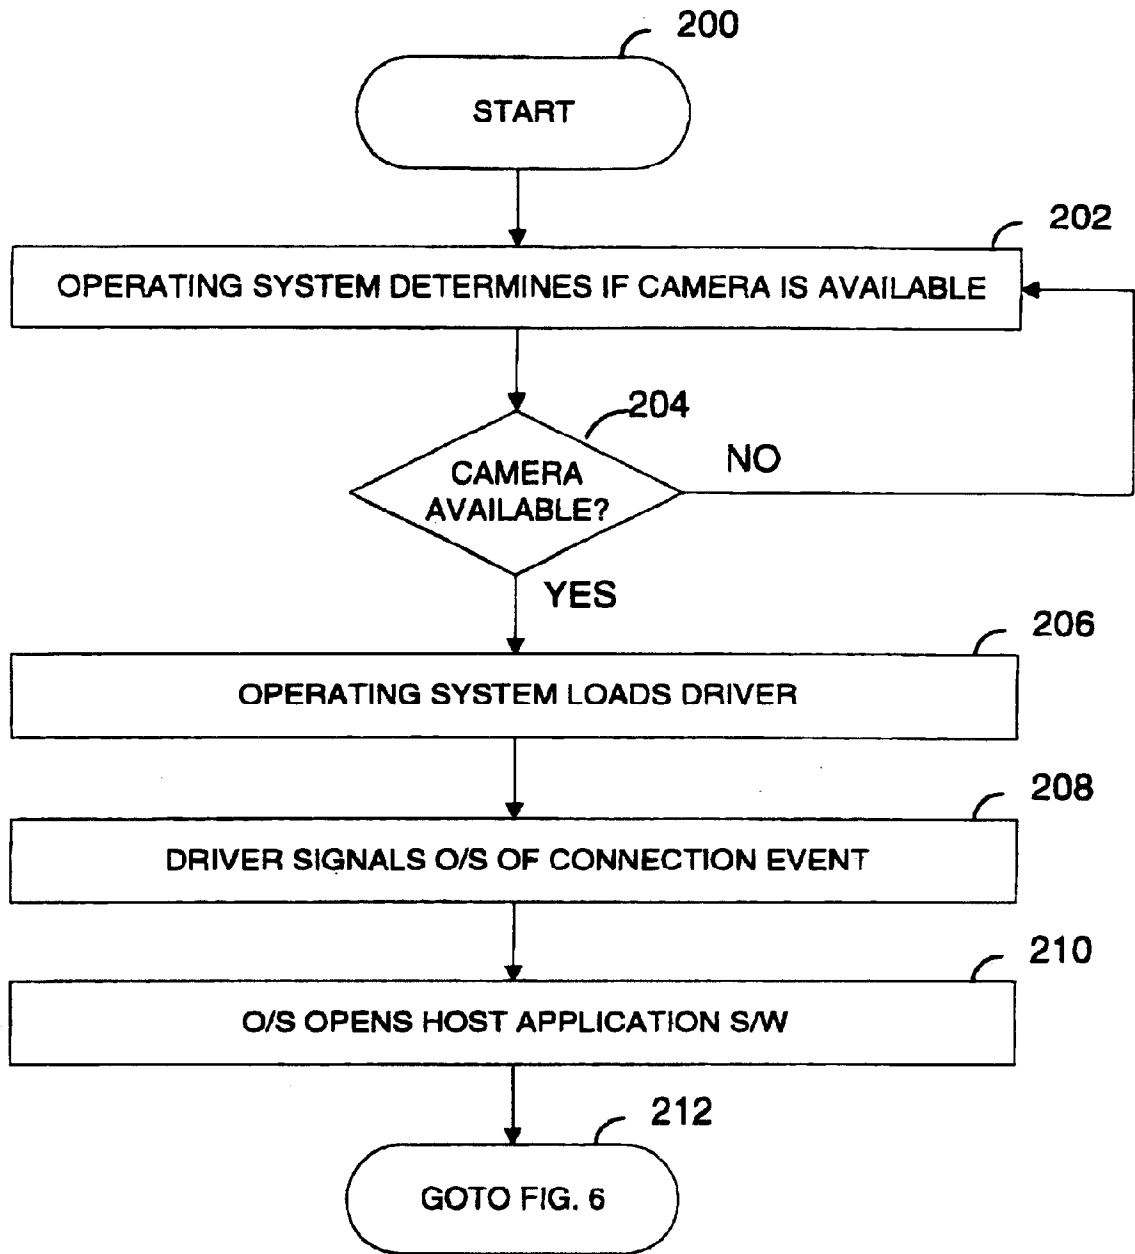 200
START
202
OPERATING SYSTEM DETERMINES IF CAMERA IS AVAILABLE
204
CAMERA
AVAILABLE?
NO
YES
206
OPERATING SYSTEM LOADS DRIVER
208
DRIVER SIGNALS O/S OF CONNECTION EVENT
210
O/S OPENS HOST APPLICATION S/W
212
GOTO FIG. 6